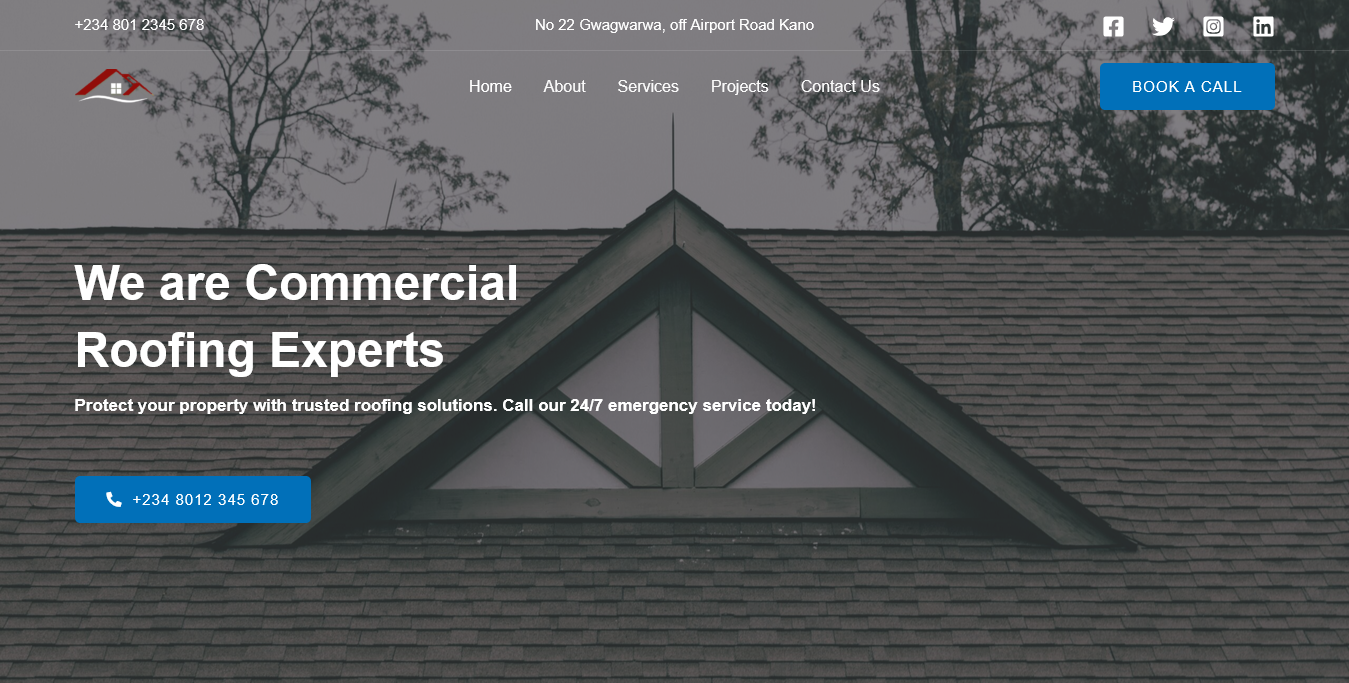 +234 801 2345 678
No 22 Gwagwarwa, off Airport Road Kano
Home
About
Services
Projects
Contact Us
BOOK A CALL
We are Commercial
Roofing Experts
Protect your property with trusted roofing solutions. Call our 24/7 emergency service today!
+234 8012 345 678